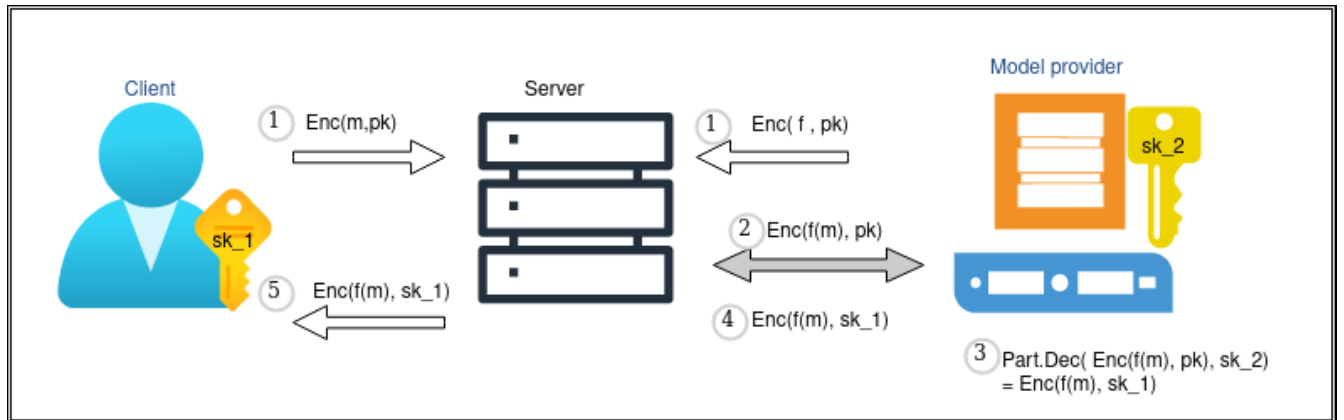 Client
Server
Model provider
1 Enc(m,pk)
1 Enc( f , pk)
sk_2
sk_1
2 Enc(f(m), pk)
5 Enc(f(m), sk_1)
4 Enc(f(m), sk_1)
3 Part.Dec( Enc(f(m), pk), sk_2)
= Enc(f(m), sk_1)